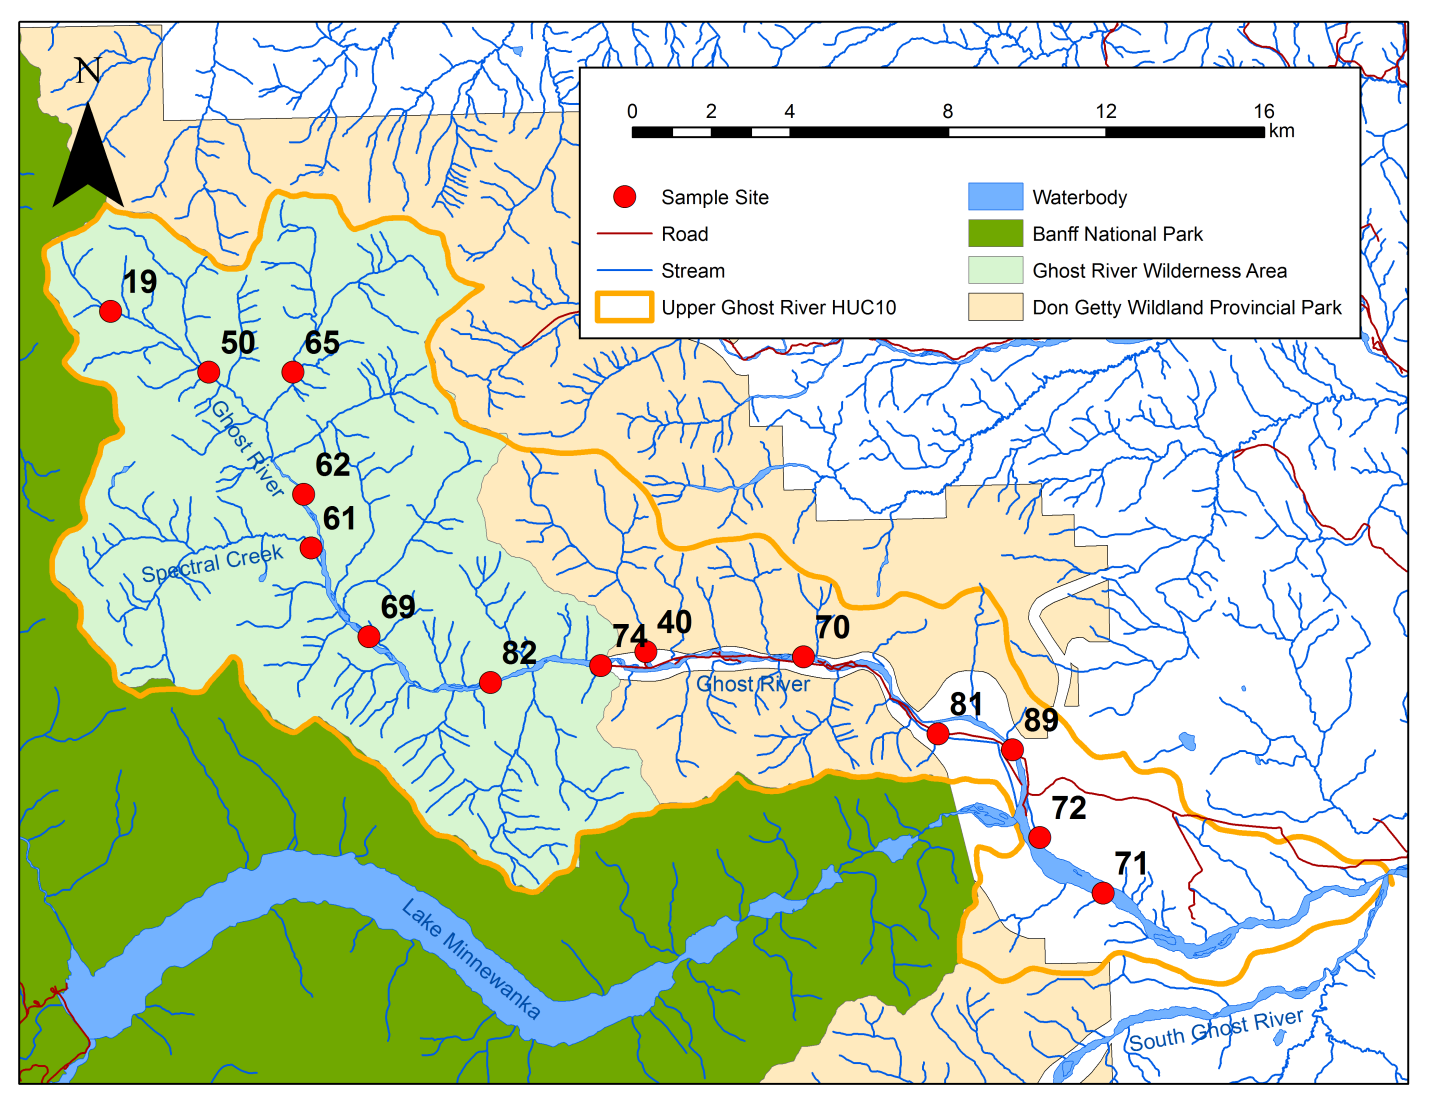 N
0 2 4 8 12 16
km
Sample Site
Waterbody
Road
Banff National Park
Stream
Ghost River Wilderness Area
Upper Ghost River HUC10
Don Getty Wildland Provincial Park
19
50
65
Ghost River
62
61
Spectral Creek
69
82
74
40
70
Ghost River
81
89
72
71
Lake Minnewanka
South Ghost River